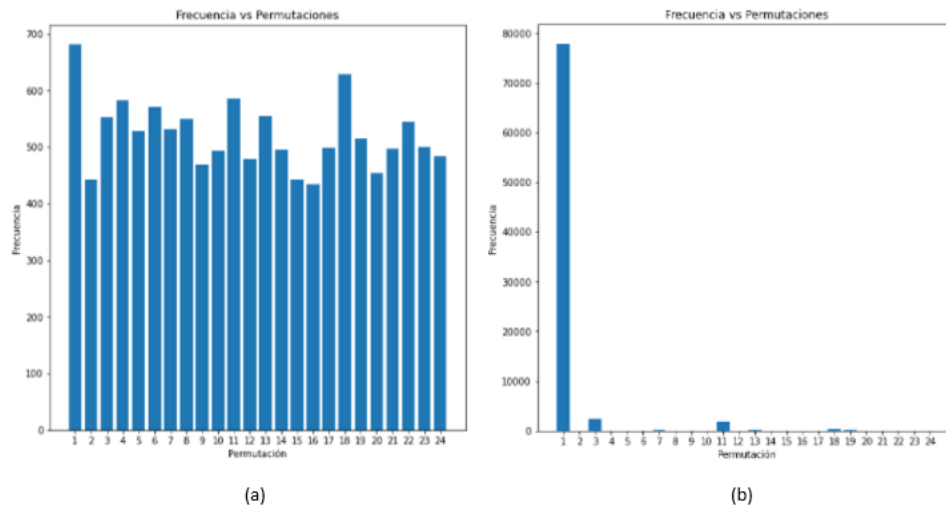 Frecuencia vs Permutaciones
700
600
500
400
300
200
100
0
Frecuencia
1 2 3 4 5 6 7 8 9 10 11 12 13 14 15 16 17 18 19 20 21 22 23 24
Permutación
(a)
Frecuencia vs Permutaciones
80000
70000
60000
50000
40000
30000
20000
10000
0
Frecuencia
1 2 3 4 5 6 7 8 9 10 11 12 13 14 15 16 17 18 19 20 21 22 23 24
Permutación
(b)